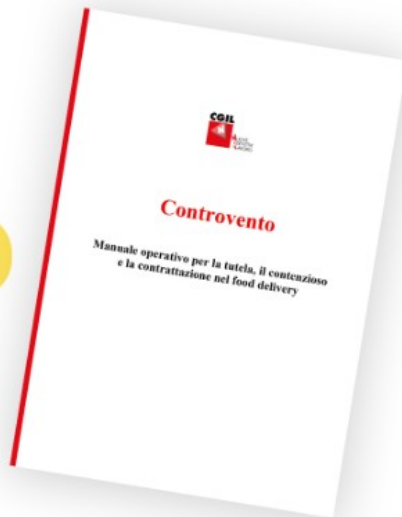 CGIL
Controvento
Manuale operativo per la tutela, il contenzioso
e la contrattazione nel food delivery